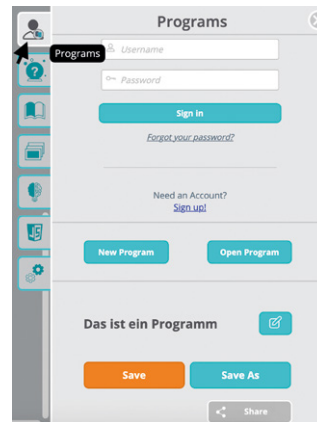 Programs
Programs
Username
Password
Sign In
Forgot your password?
Need an Account?
Sign up!
New Program
Open Program
Das ist ein Programm
Save
Save As
Share
?
JS